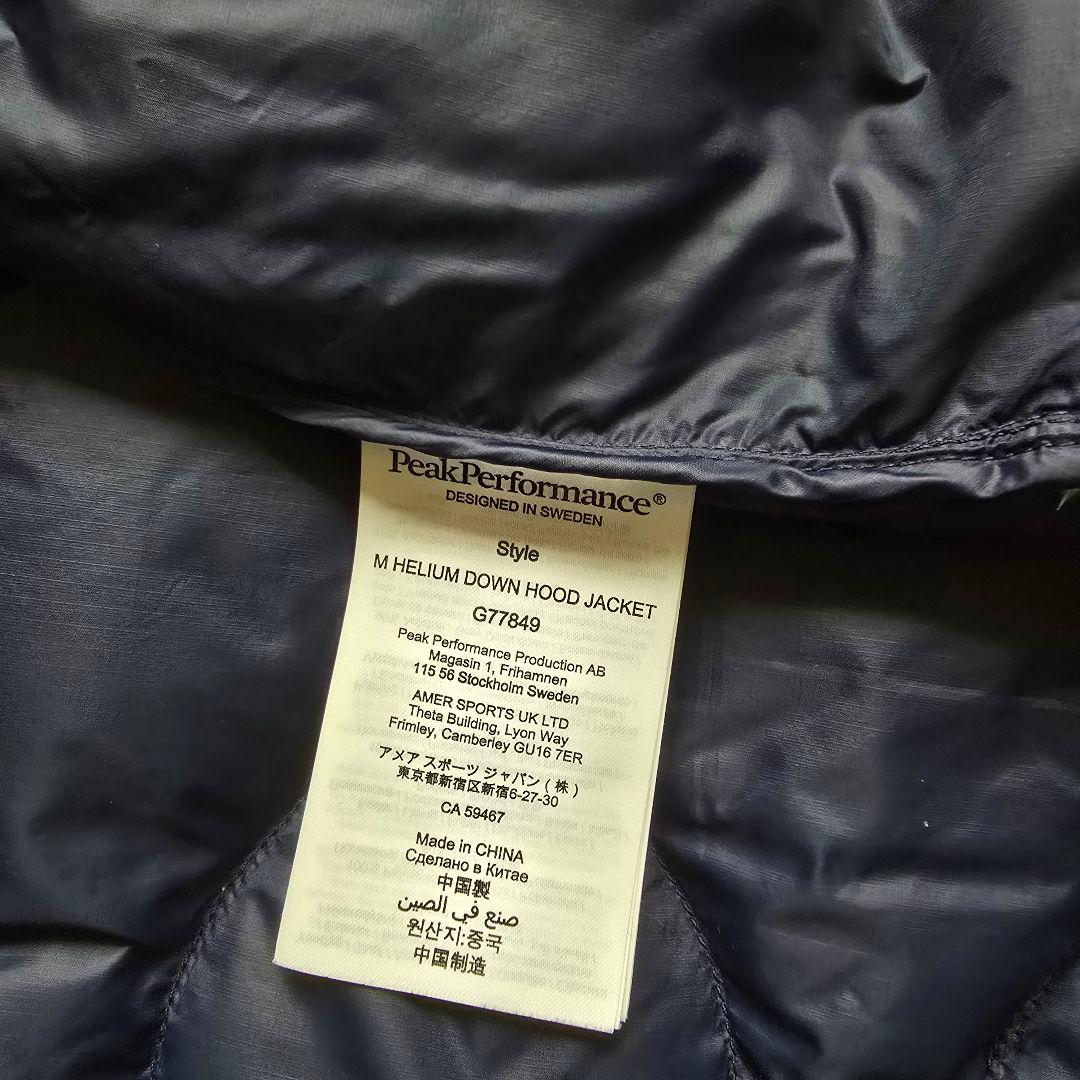 PeakPerformance®
DESIGNED IN SWEDEN
Style
M HELIUM DOWN HOOD JACKET
G77849
Peak Performance Production AB
Magasin 1, Frihamnen
115 56 Stockholm Sweden
AMER SPORTS UK LTD
Theta Building, Lyon Way
Frimley, Camberley GU16 7ER
アメア スポーツ ジャパン ( 株 )
東京都新宿区新宿6-27-30
CA 59467
Made in CHINA
Сделано в Китае
中国製
صنع في الصين
원산지:중국
中国制造